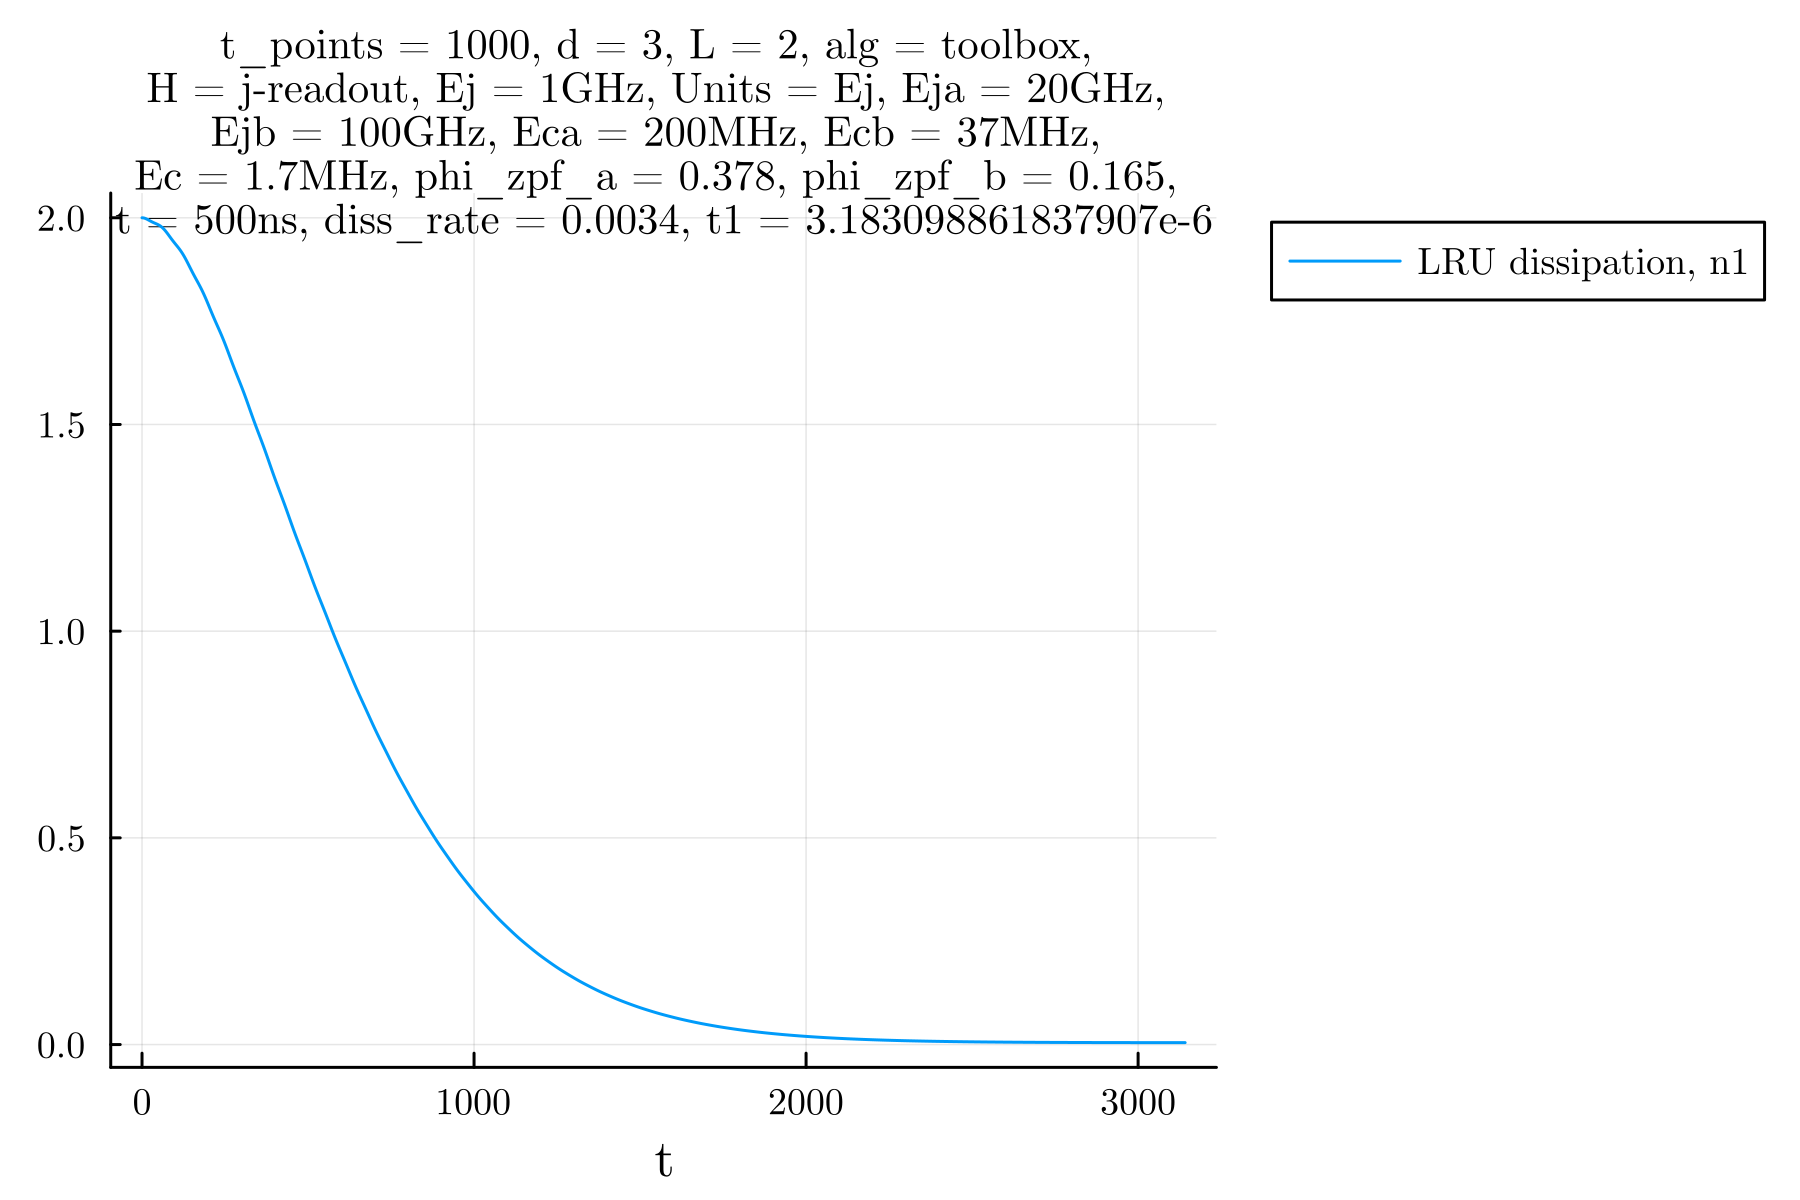 t_points = 1000, d = 3, L = 2, alg = toolbox,
H = j-readout, Ej = 1GHz, Units = Ej, Eja = 20GHz,
Ejb = 100GHz, Eca = 200MHz, Ecb = 37MHz,
Ec = 1.7MHz, phi_zpf_a = 0.378, phi_zpf_b = 0.165,
t = 500ns, diss_rate = 0.0034, t1 = 3.183098861837907e-6
LRU dissipation, n1
2.0
1.5
1.0
0.5
0.0
0 1000 2000 3000
t